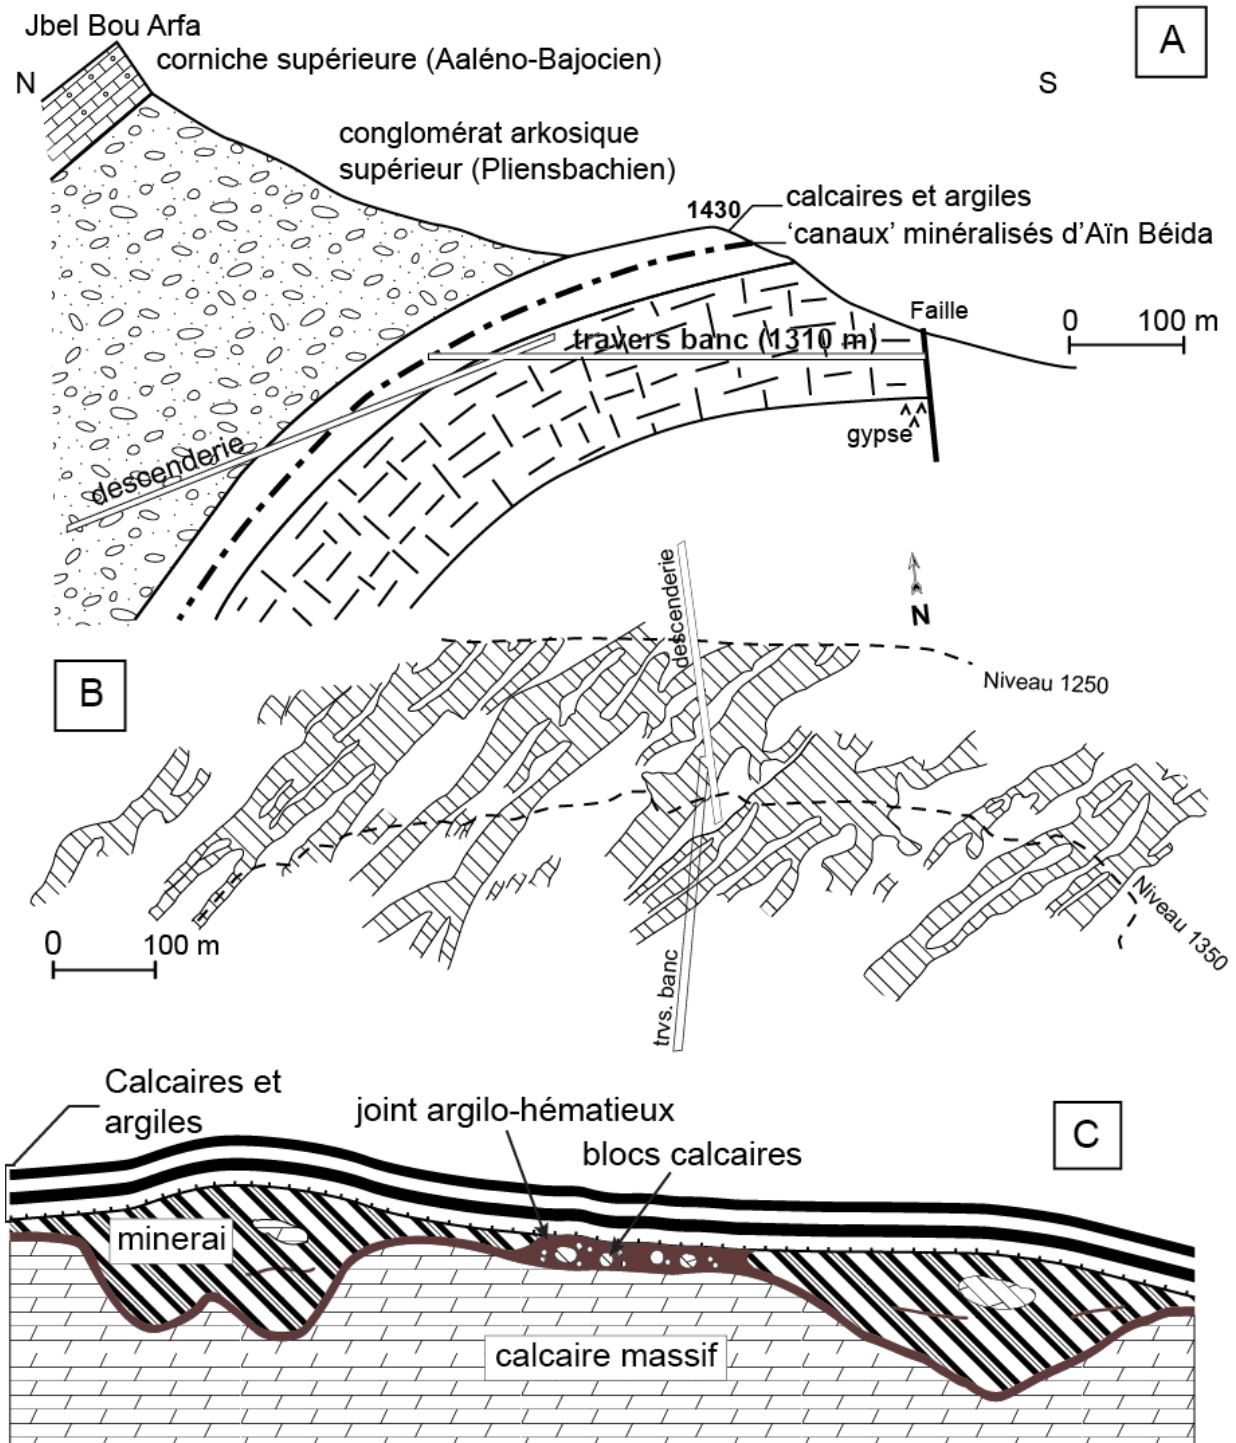 Jbel Bou Arfa
A
corniche supérieure (Aaléno-Bajocien)
N
S
conglomérat arkosique
supérieur (Pliensbachien)
calcaires et argiles
1430
‘canaux’ minéralisés d’Aïn Béida
Faille
0 100 m
travers banc (1310 m)
gypse
descenderie
descenderie
N
B
Niveau 1250
Niveau 1350
0 100 m
trvs. banc
Calcaires et
argiles
joint argilo-hématieux
C
blocs calcaires
minerai
calcaire massif